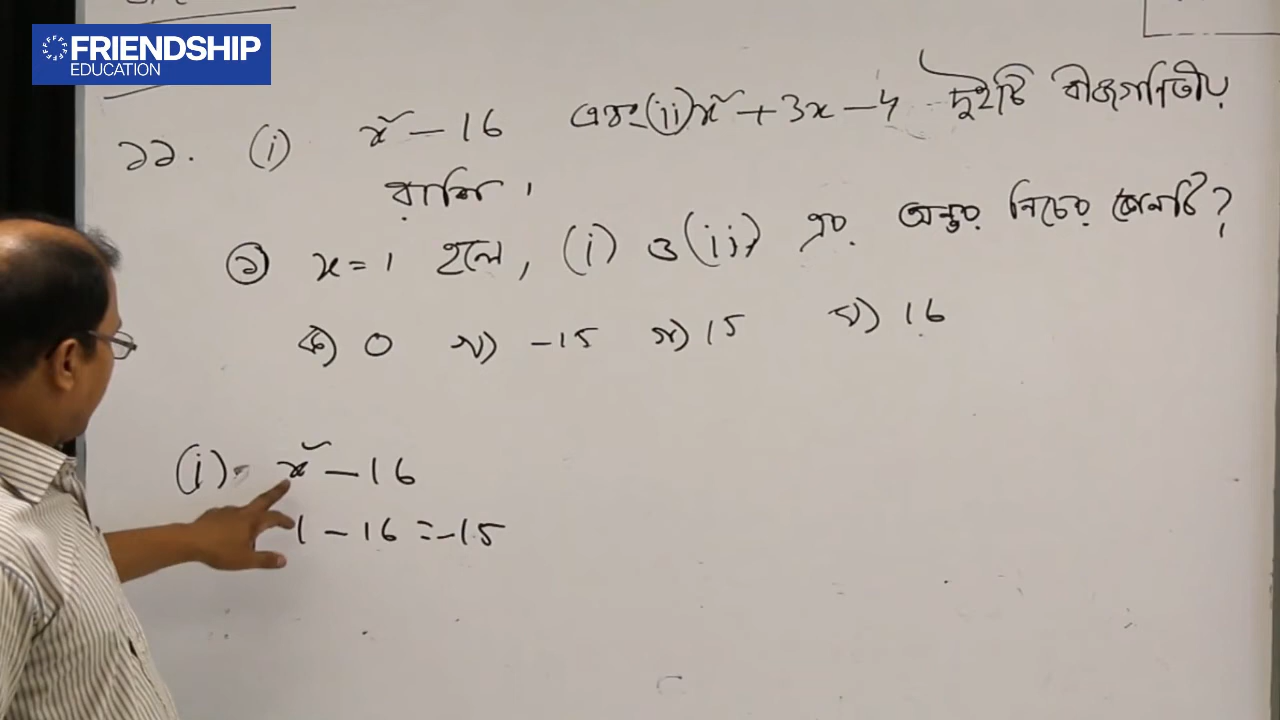 FRIENDSHIP
EDUCATION
১১. (i) x² – 16 এবং (ii) x² + 3x – 4 দুইটি বীজগানিতীয়
রাশি ।
① x = 1 হলে, (i) ও (ii) এর অন্তর নিচের কোনটি?
ক) 0 খ) –15 গ) 15 ঘ) 16
(i) x² – 16
1 – 16 = –15